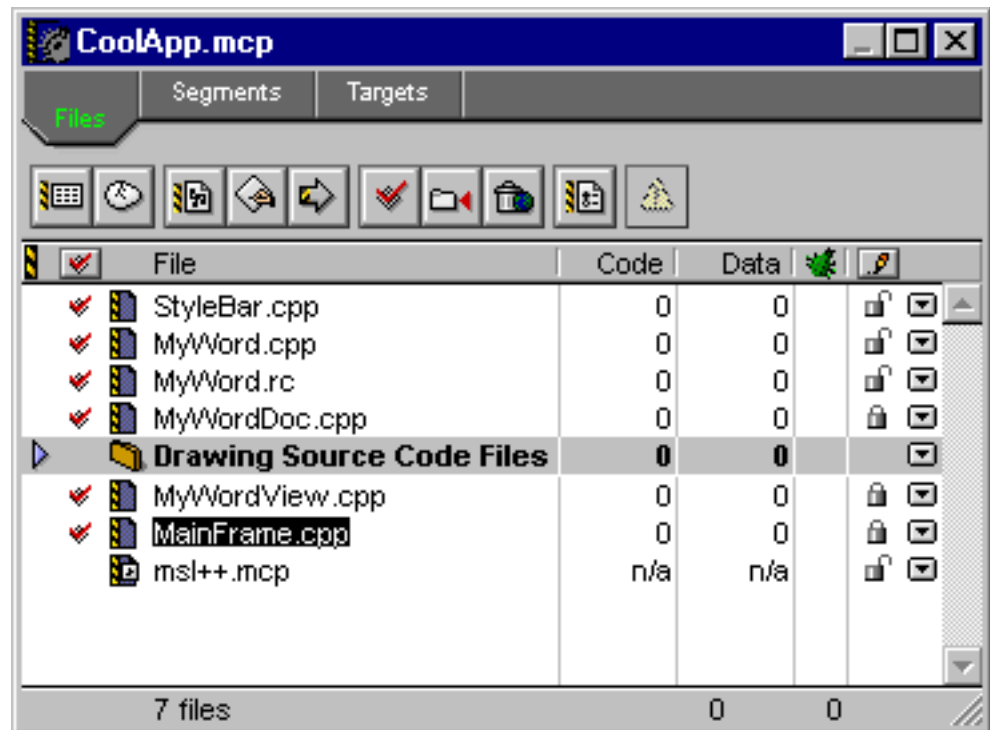 CoolApp.mcp
Files Segments Targets
File Code Data
StyleBar.cpp 0 0
MyWord.cpp 0 0
MyWord.rc 0 0
MyWordDoc.cpp 0 0
Drawing Source Code Files 0 0
MyWordView.cpp 0 0
MainFrame.cpp 0 0
msl++.mcp n/a n/a
7 files 0 0